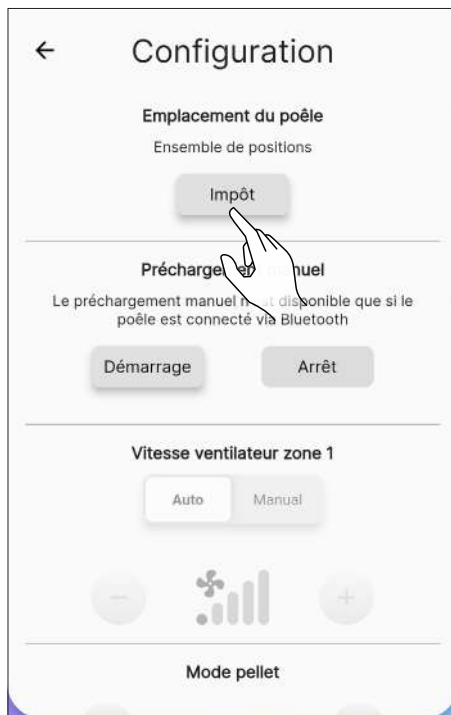 Configuration
Emplacement du poêle
Ensemble de positions
Impôt
Le préchargement manuel disponible que si le
poêle est connecté via Bluetooth
Démarrage Arrêt
Vitesse ventilateur zone 1
Auto Manual
Mode pellet